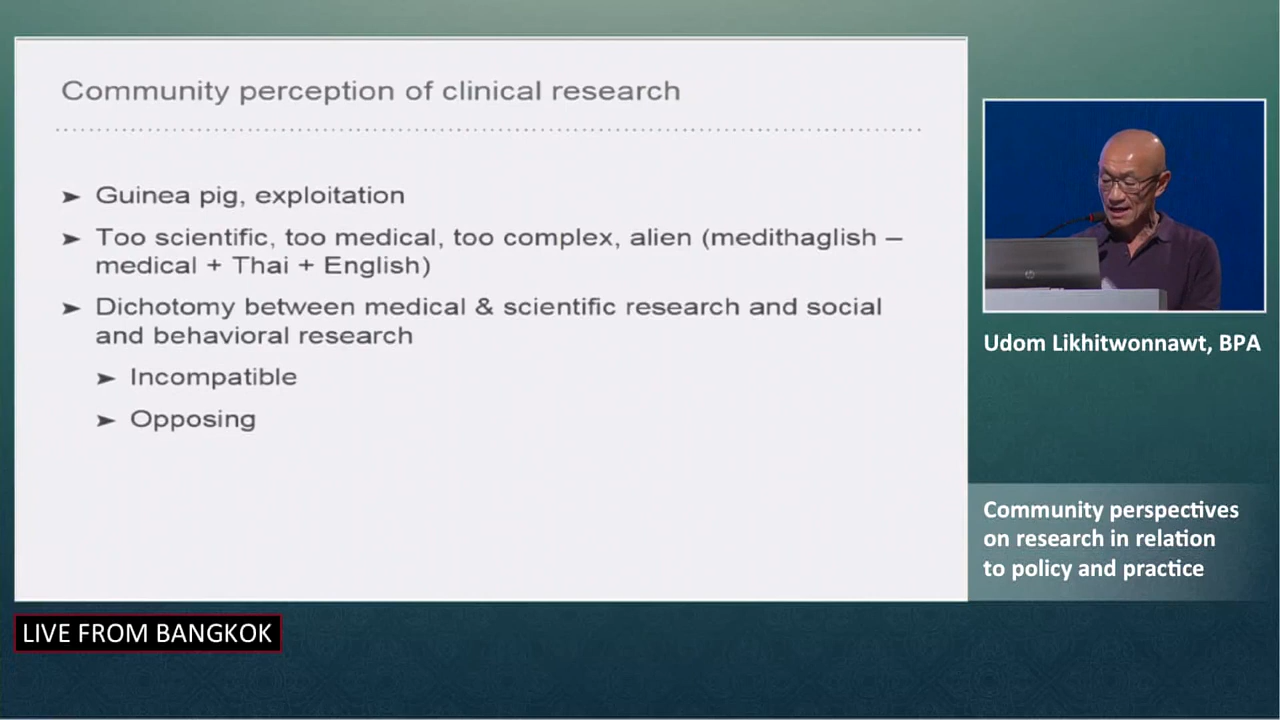 Community perception of clinical research
➤ Guinea pig, exploitation
➤ Too scientific, too medical, too complex, alien (medithaglish –
medical + Thai + English)
➤ Dichotomy between medical & scientific research and social
and behavioral research
➤ Incompatible
➤ Opposing
Udom Likhitwonnawt, BPA
Community perspectives
on research in relation
to policy and practice
LIVE FROM BANGKOK